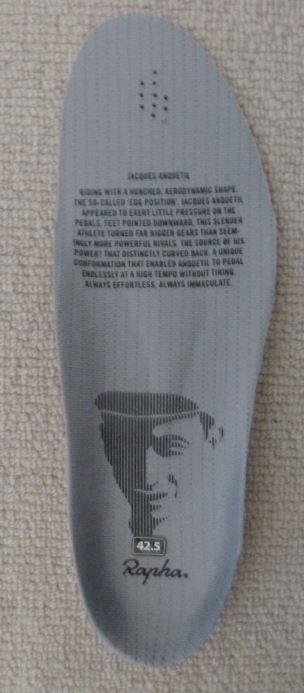 JACQUES ANQUETIL
RIDING WITH A HUNCHED, AERODYNAMIC SHAPE.
THE SO-CALLED 'EGG POSITION', JACQUES ANQUETIL
APPEARED TO EXERT LITTLE PRESSURE ON THE
PEDALS, FEET POINTED DOWNWARD, THIS SLENDER
ATHLETE TURNED FAR BIGGER GEARS THAN SEEM-
INGLY MORE POWERFUL RIVALS. THE SOURCE OF HIS
POWER? THAT DISTINCTLY CURVED BACK. A UNIQUE
CONFORMATION THAT ENABLED ANQUETIL TO PEDAL
ENDLESSLY AT A HIGH TEMPO WITHOUT TIRING.
ALWAYS EFFORTLESS, ALWAYS IMMACULATE.
42.5
Rapha.